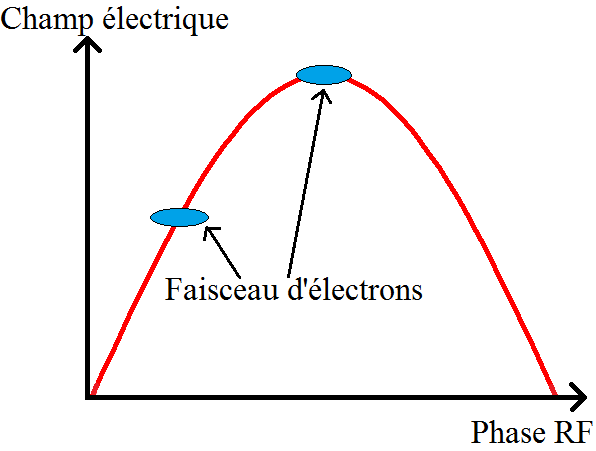 Champ électrique
Faisceau d'électrons
Phase RF